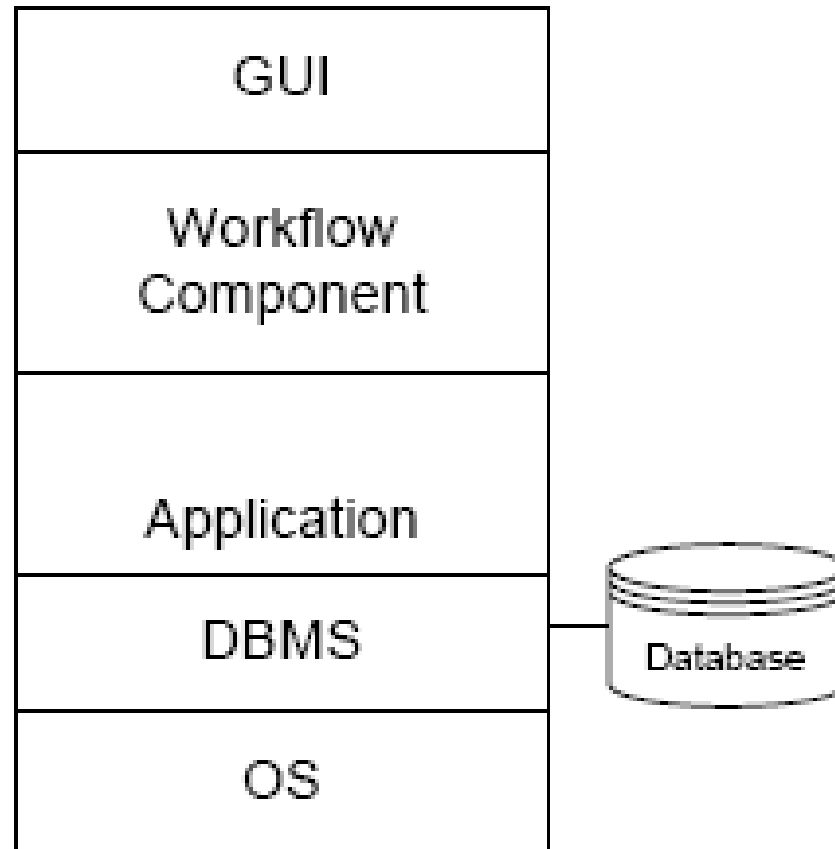 GUI
Workflow
Component
Application
DBMS
Database
OS